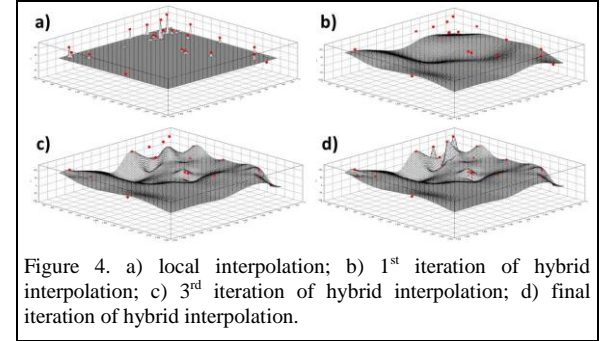 a)
b)
c)
d)
Figure 4. a) local interpolation; b) 1st iteration of hybrid
interpolation; c) 3rd iteration of hybrid interpolation; d) final
iteration of hybrid interpolation.